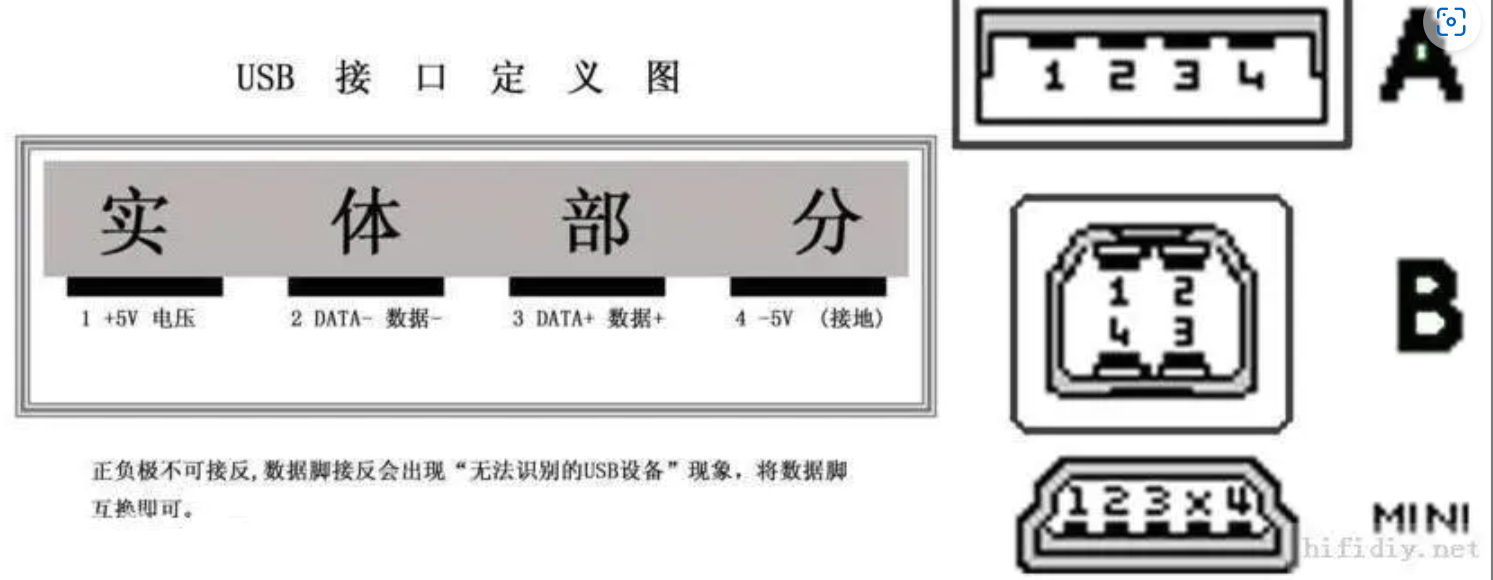 USB 接 口 定 义 图
实 体 部 分
1 +5V 电压 2 DATA- 数据- 3 DATA+ 数据+ 4 -5V (接地)
正负极不可接反,数据脚接反会出现“无法识别的USB设备”现象，将数据脚
互换即可。
1 2 3 4
A
1 2
4 3
B
1 2 3 x 4
MINI
hifidiy.net